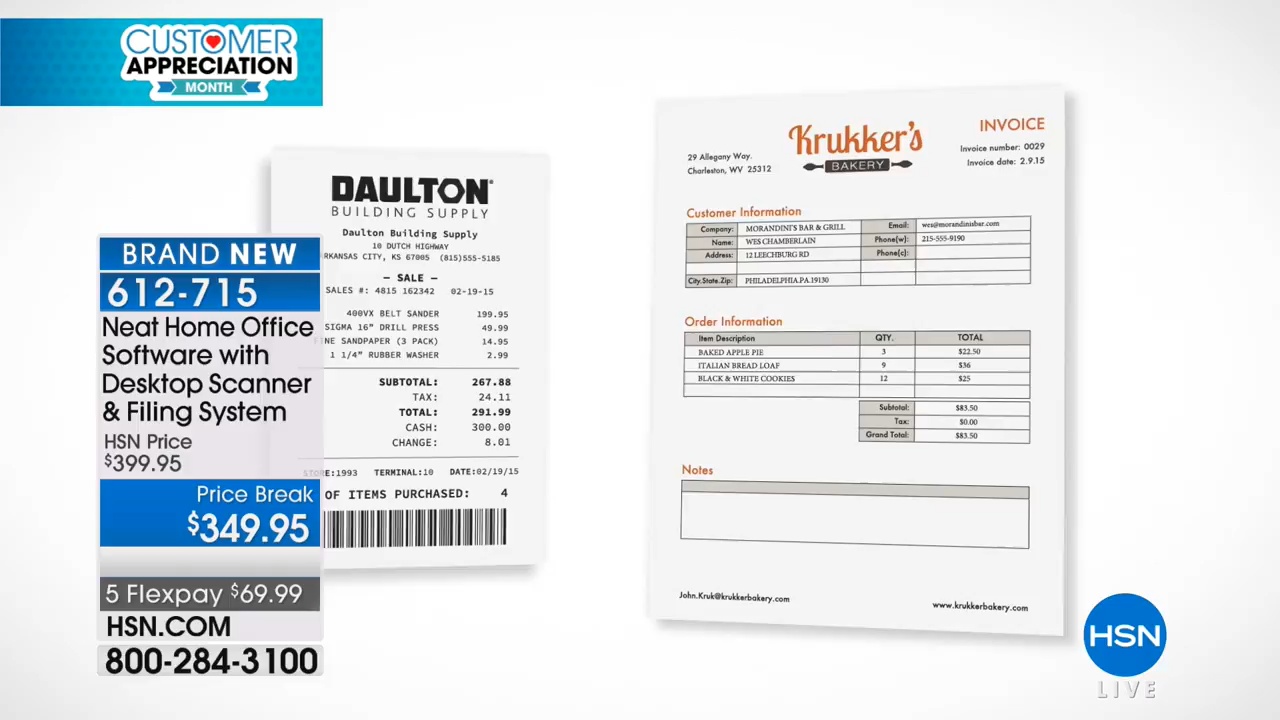 CUSTOMER
APPRECIATION
MONTH
BRAND NEW
612-715
Neat Home Office
Software with
Desktop Scanner
& Filing System
HSN Price
$399.95
Price Break
$349.95
5 Flexpay $69.99
HSN.COM
800-284-3100
DAULTON®
BUILDING SUPPLY
Daulton Building Supply
10 DUTCH HIGHWAY
RKANSAS CITY, KS 67005 (815)555-5185
— SALE —
SALES #: 4815 162342 02-19-15
400VX BELT SANDER 199.95
SIGMA 16" DRILL PRESS 49.99
NE SANDPAPER (3 PACK) 14.95
1 1/4" RUBBER WASHER 2.99
SUBTOTAL: 267.88
TAX: 24.11
TOTAL: 291.99
CASH: 300.00
CHANGE: 8.01
STORE:1993 TERMINAL:10 DATE:02/19/15
OF ITEMS PURCHASED: 4
29 Allegany Way.
Charleston, WV 25312
Krukker's
BAKERY
INVOICE
Invoice number: 0029
Invoice date: 2.9.15
Customer Information
Company: MORANDINI'S BAR & GRILL Email: wes@morandinisbar.com
Name: WES CHAMBERLAIN Phone(w): 215-555-9190
Address: 12 LEECHBURG RD Phone(c):
City.State.Zip: PHILADELPHIA.PA.19130
Order Information
Item Description QTY. TOTAL
BAKED APPLE PIE 3 $22.50
ITALIAN BREAD LOAF 9 $36
BLACK & WHITE COOKIES 12 $25
Subtotal: $83.50
Tax: $0.00
Grand Total: $83.50
Notes
John.Kruk@krukkerbakery.com
www.krukkerbakery.com
HSN
LIVE